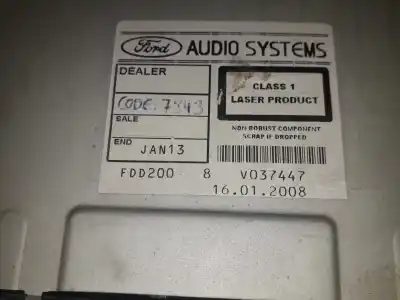 Ford AUDIO SYSTEMS
DEALER
CODE. 7843
SALE
END
JAN13
CLASS 1
LASER PRODUCT
NON ROBUST COMPONENT
SCRAP IF DROPPED
FDD200 8 V037447
16.01.2008